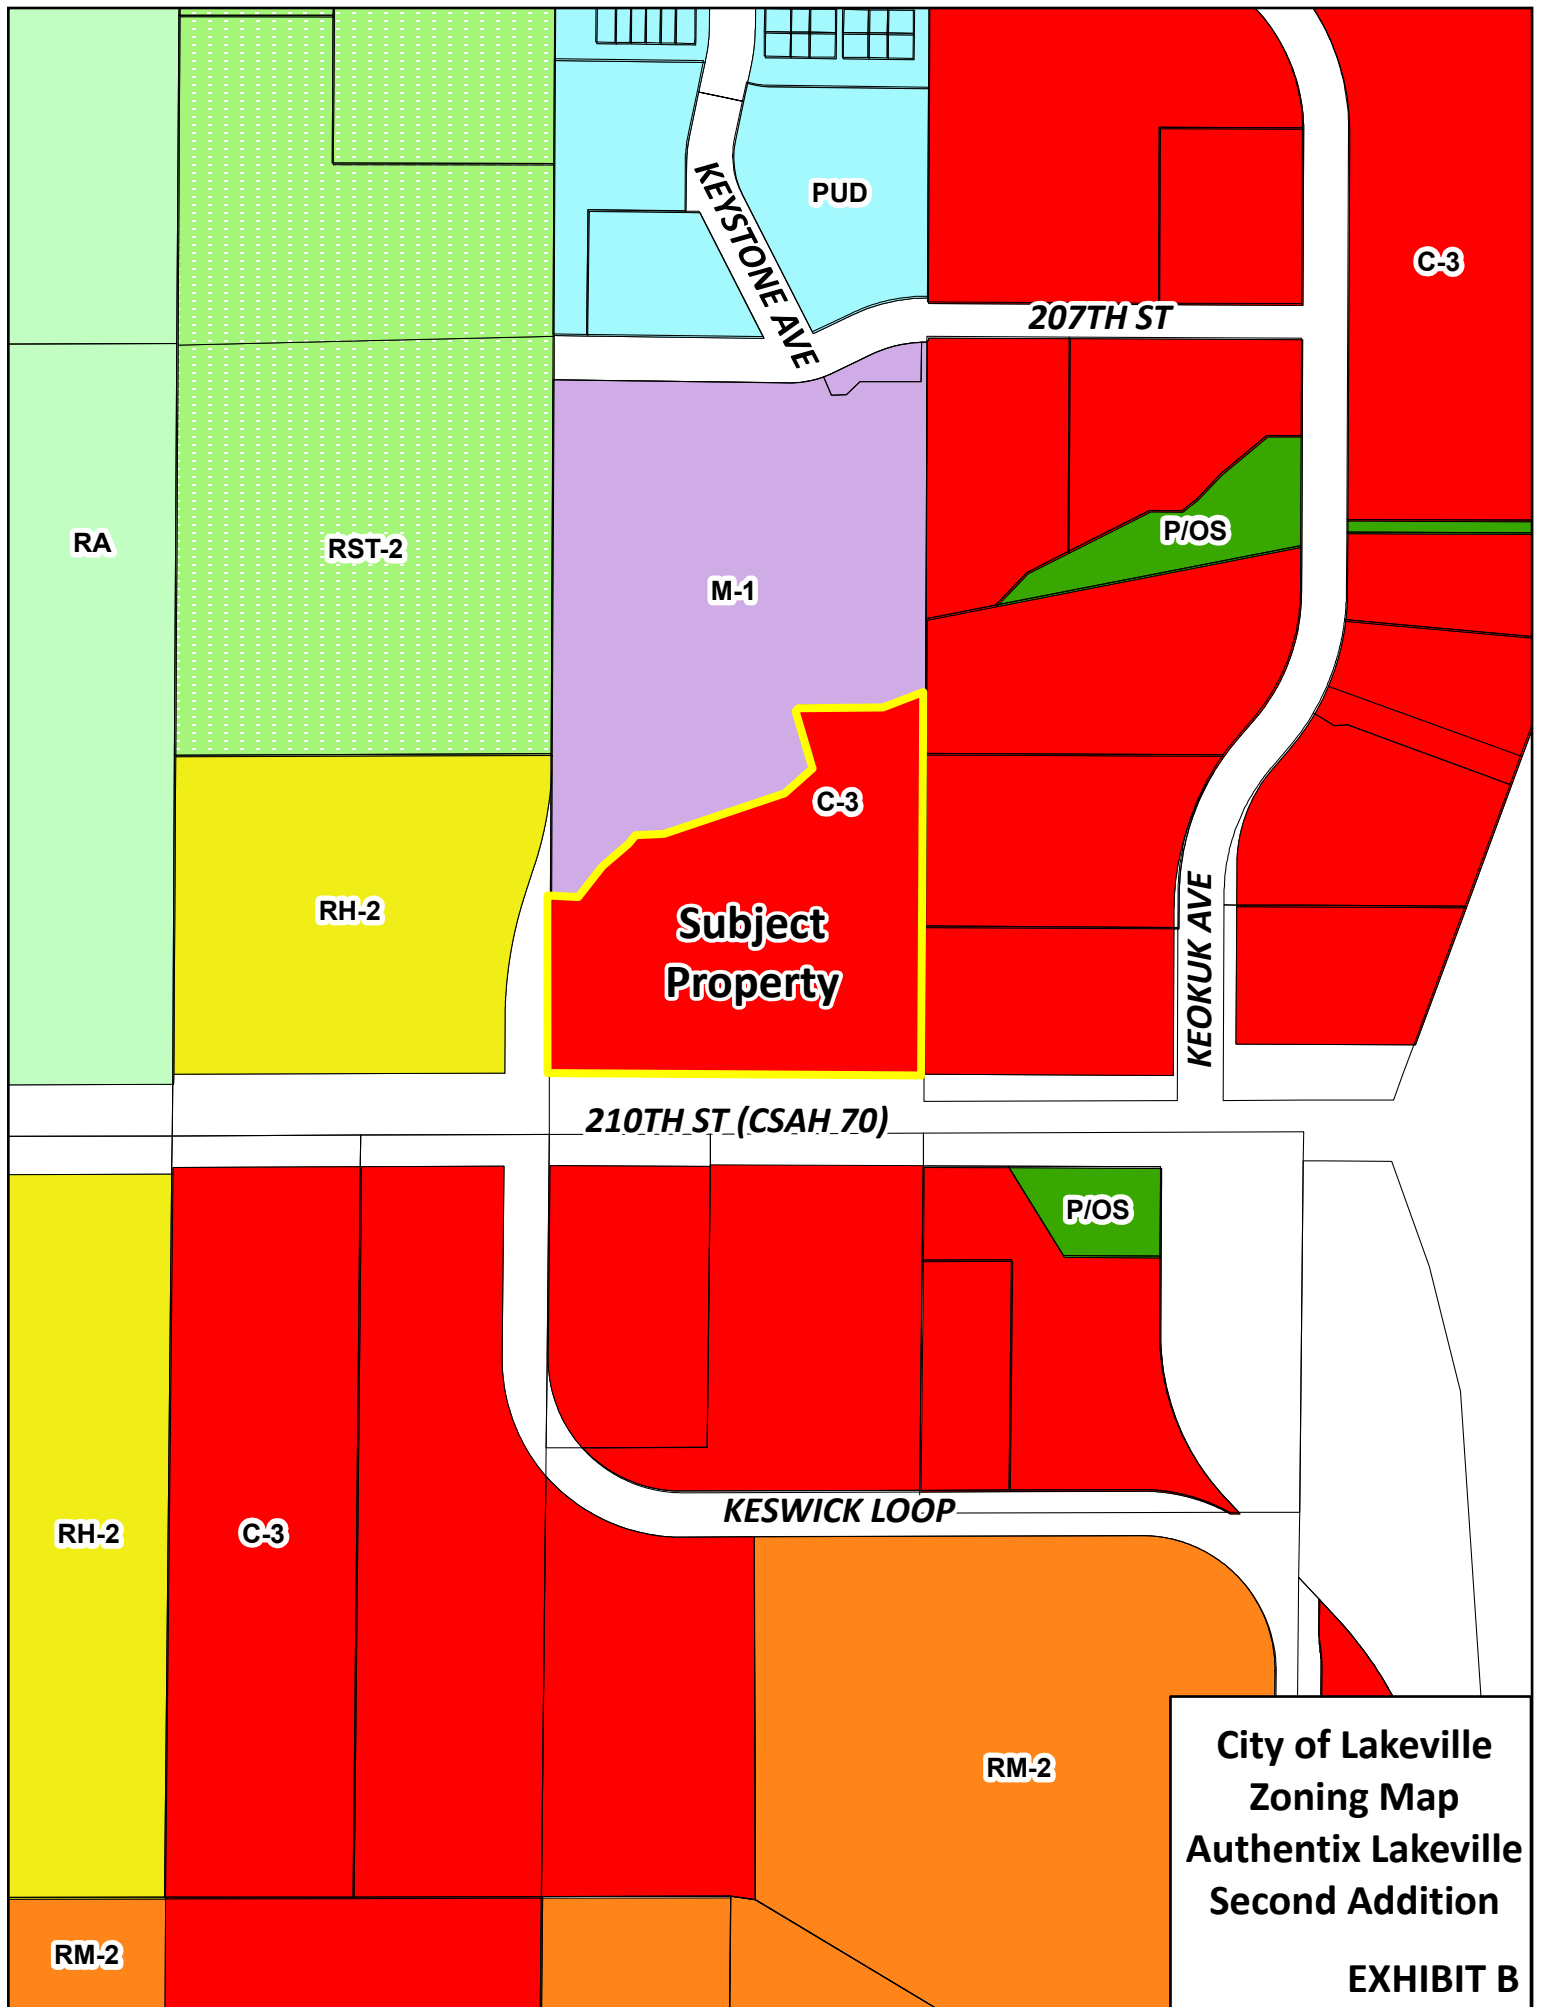 PUD
KEYSTONE AVE
C-3
207TH ST
RA
RST-2
P/OS
M-1
C-3
RH-2
Subject
Property
KEOKUK AVE
210TH ST (CSAH 70)
P/OS
KESWICK LOOP
RH-2
C-3
RM-2
RM-2
City of Lakeville
Zoning Map
Authentix Lakeville
Second Addition
EXHIBIT B